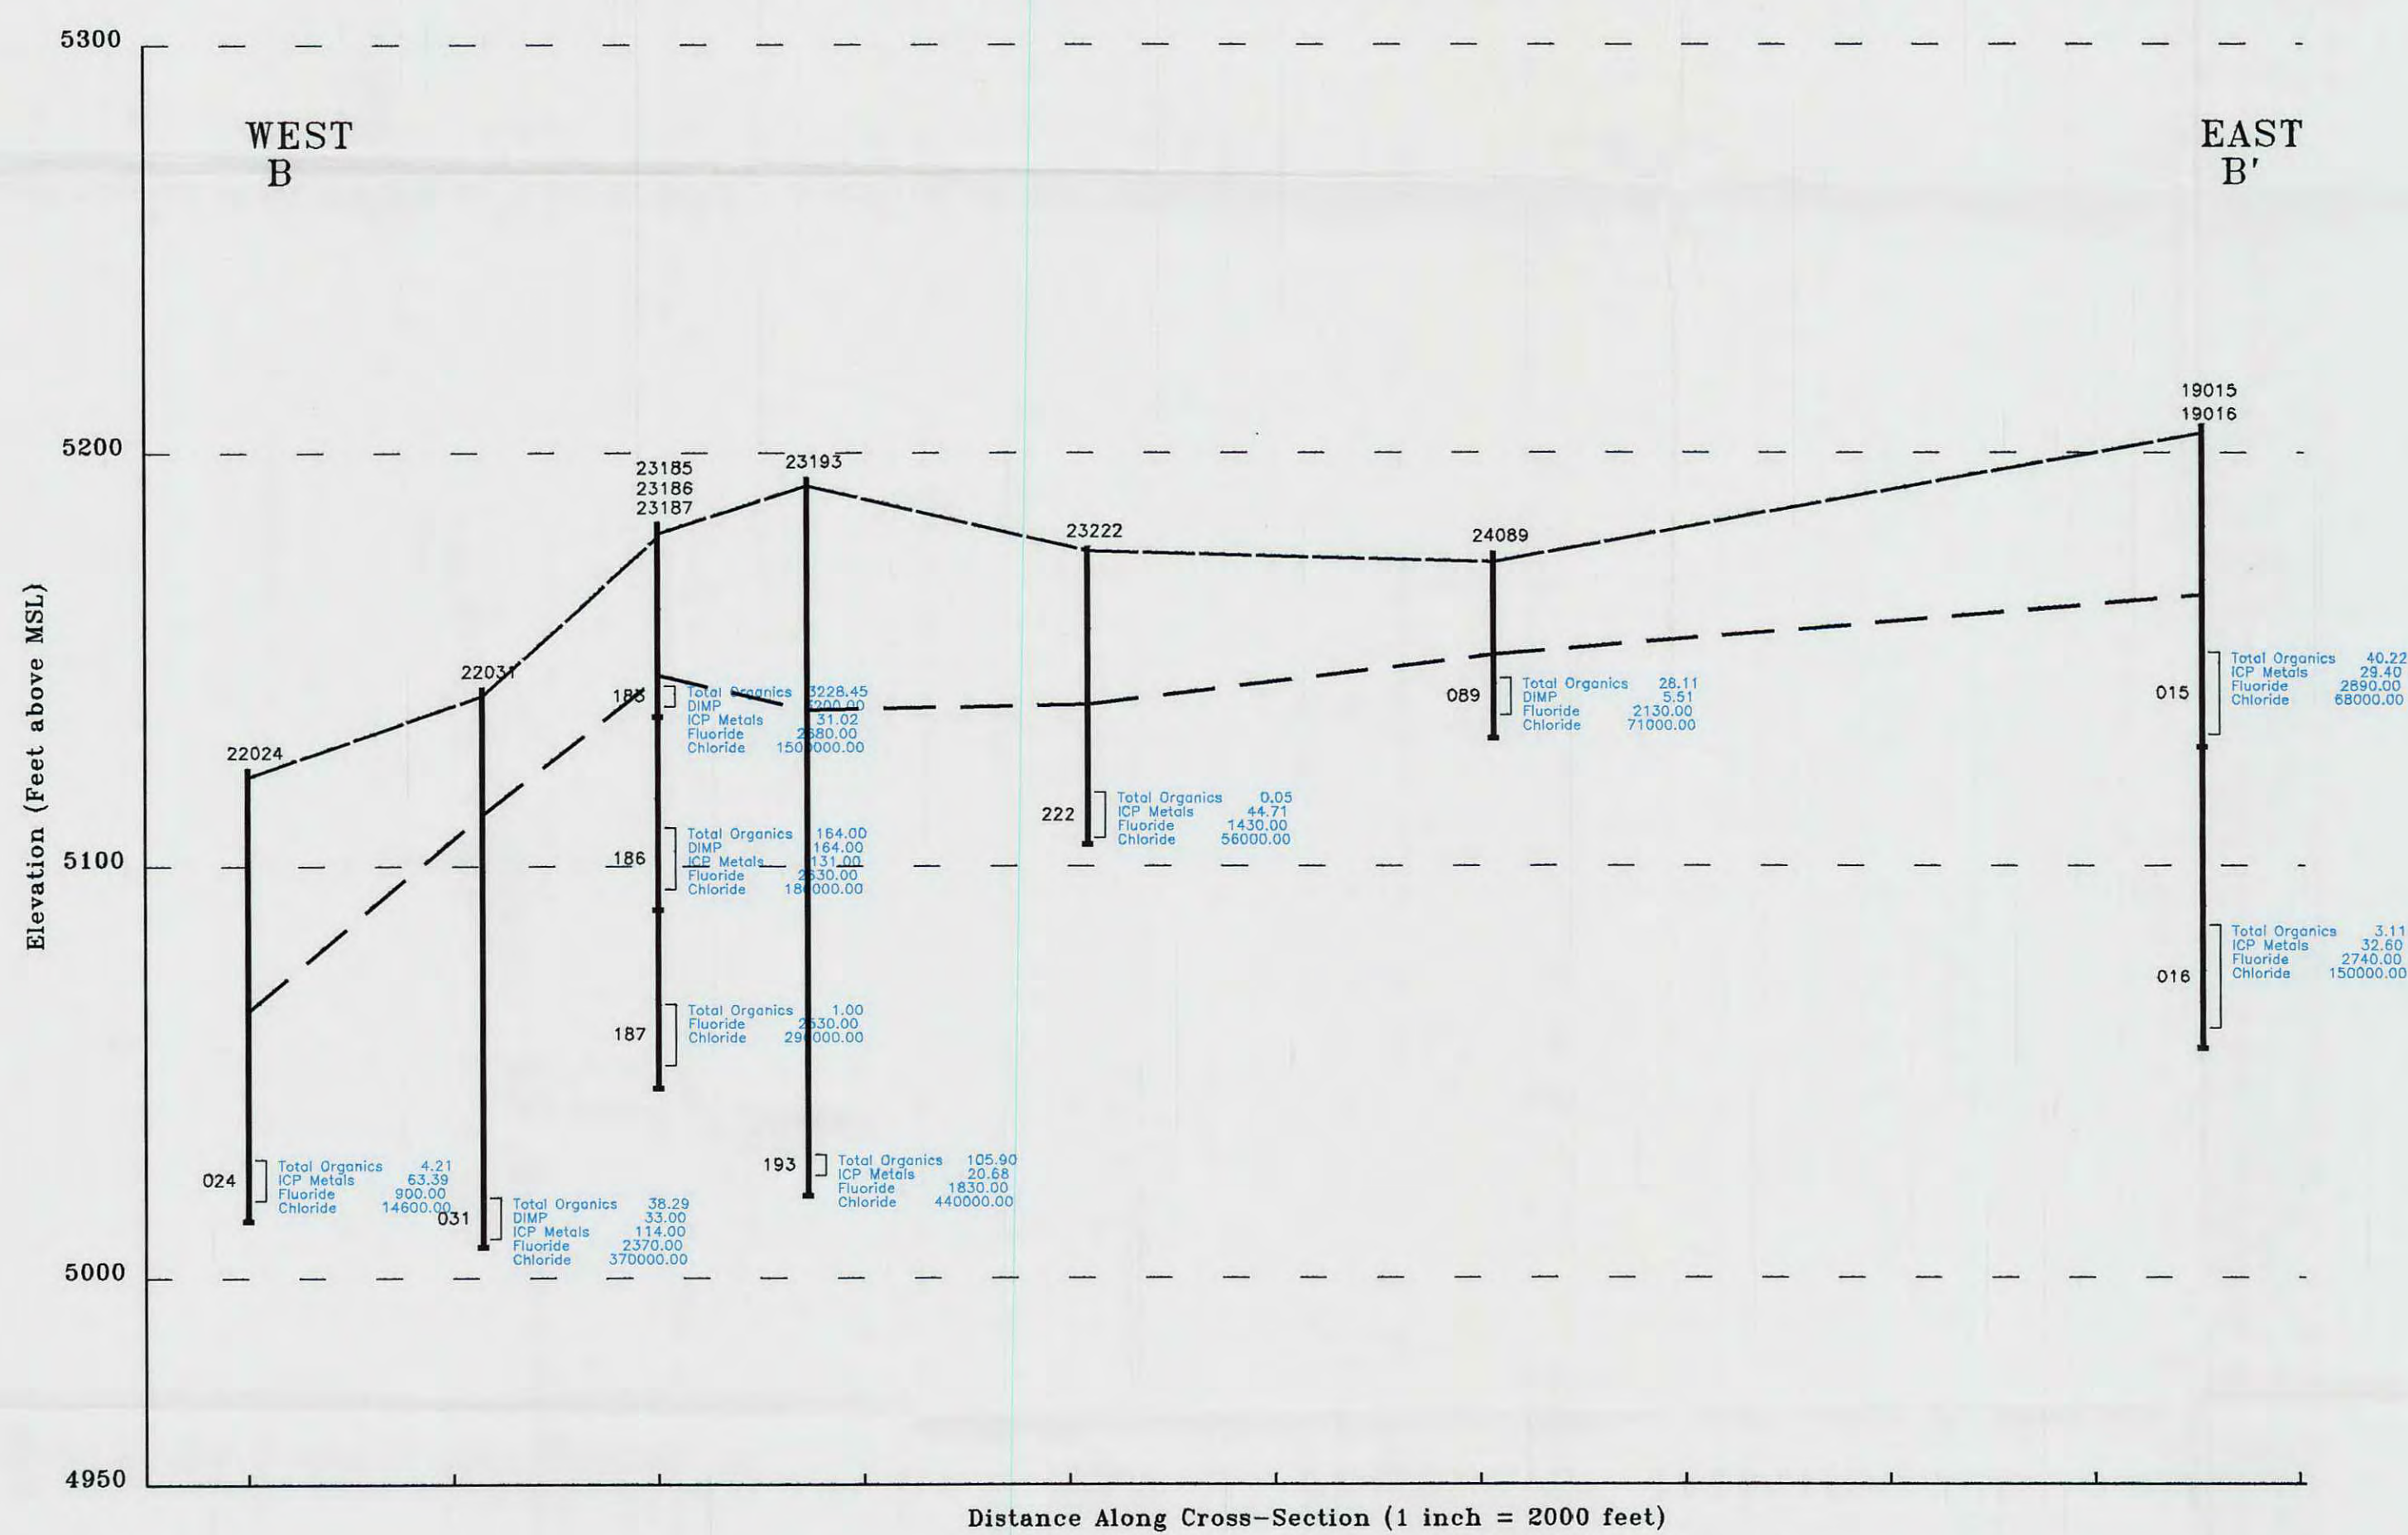 5300
WEST
B
EAST
B'
19015
19016
5200
23185
23186
23187
23193
23222
24089
22031
22024
Elevation (Feet above MSL)
185
Total Organics 3228.45
DIMP
ICP Metals 31.02
Fluoride 2680.00
Chloride 1500000.00
089
Total Organics 28.11
DIMP 5.51
Fluoride 2130.00
Chloride 71000.00
015
Total Organics 40.22
ICP Metals 29.40
Fluoride 2890.00
Chloride 68000.00
222
Total Organics 0.05
ICP Metals 44.71
Fluoride 1430.00
Chloride 56000.00
5100
186
Total Organics 164.00
DIMP 164.00
ICP Metals 131.00
Fluoride
Chloride
016
Total Organics 3.11
ICP Metals 32.60
Fluoride 2740.00
Chloride 150000.00
187
Total Organics 1.00
Fluoride
Chloride
024
Total Organics 4.21
ICP Metals 63.39
Fluoride 900.00
Chloride 14600.00
031
Total Organics 38.29
DIMP 33.00
ICP Metals 114.00
Fluoride 2370.00
Chloride 370000.00
193
Total Organics 105.90
ICP Metals 20.68
Fluoride 1830.00
Chloride 440000.00
5000
4950
Distance Along Cross-Section (1 inch = 2000 feet)